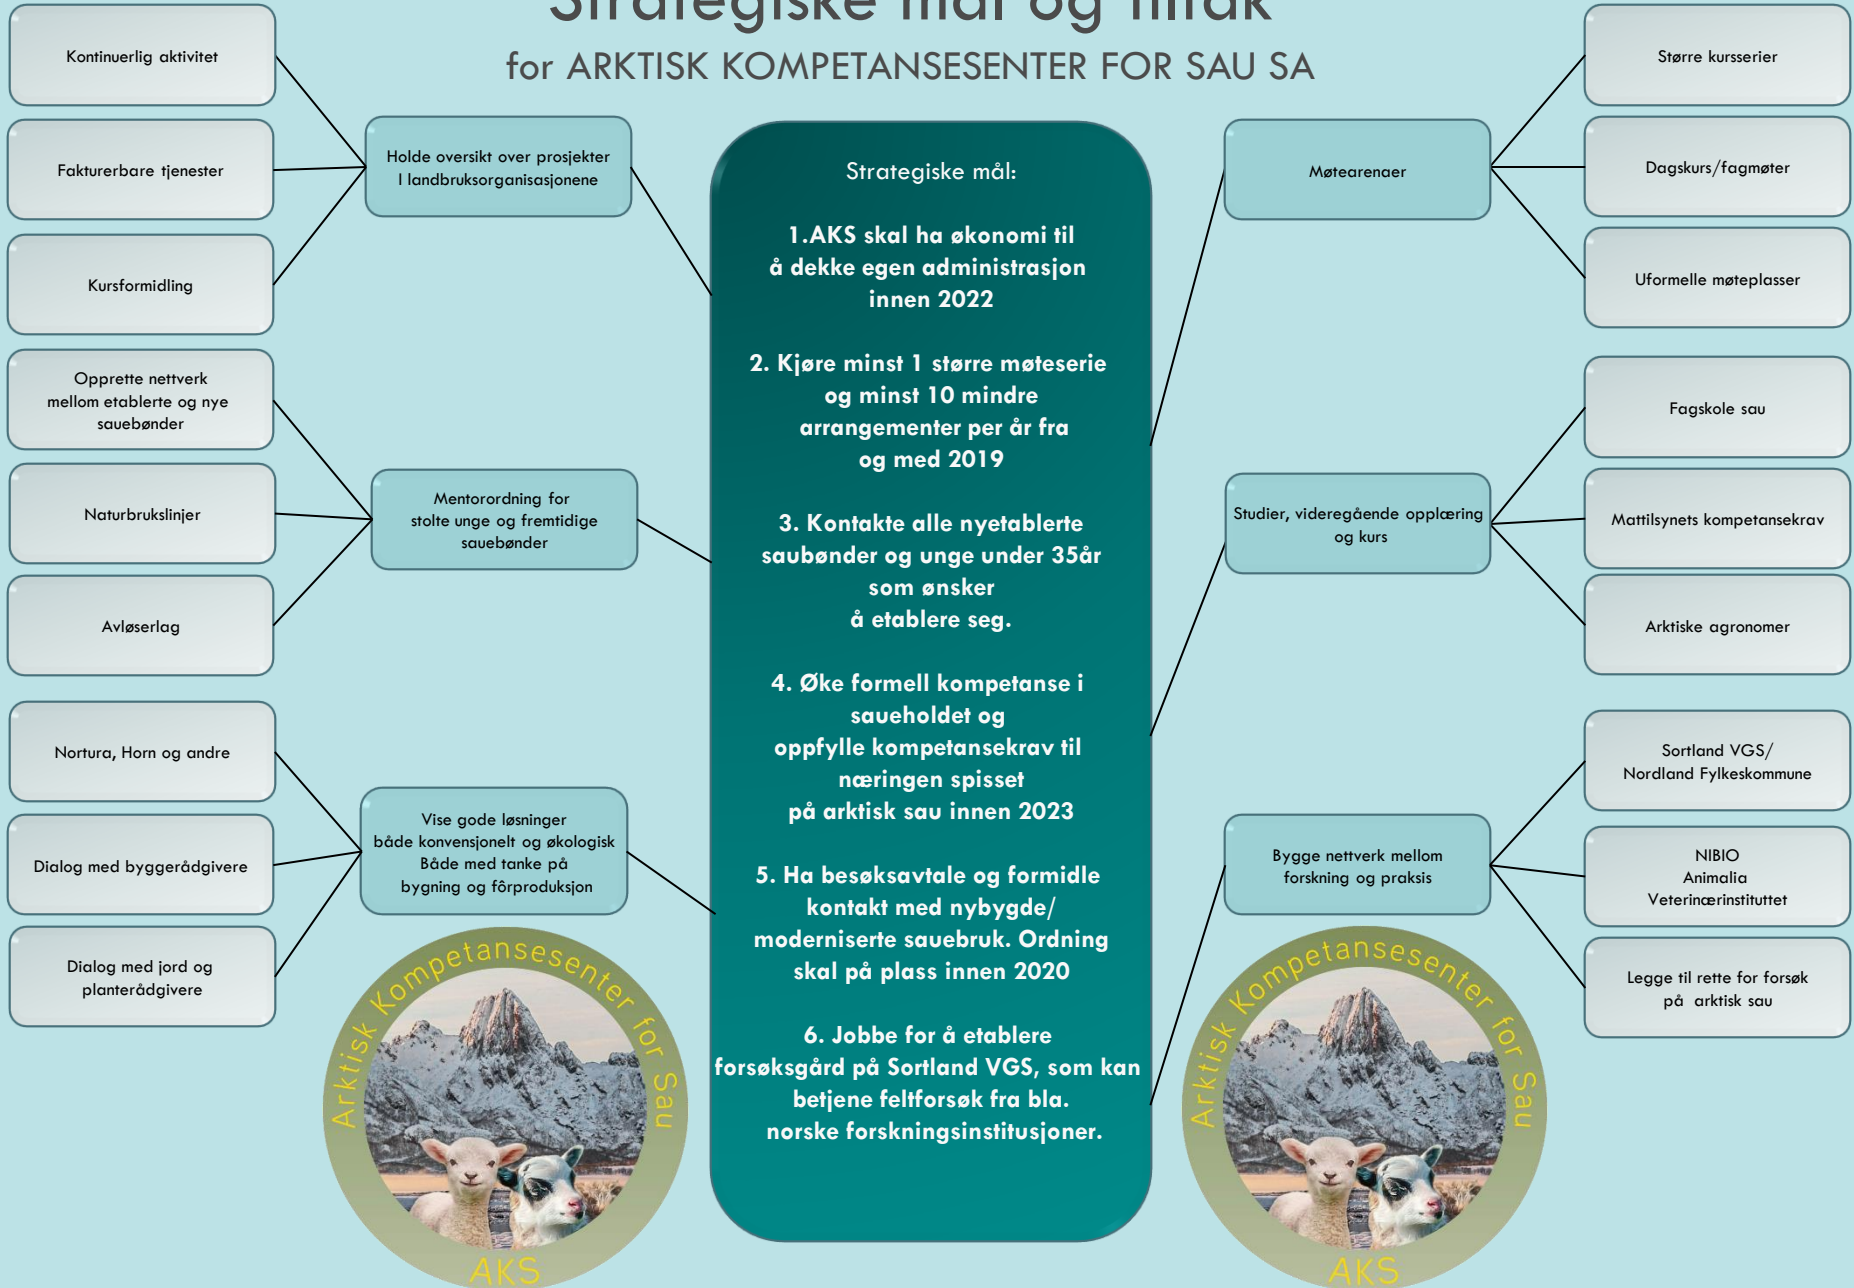 Strategiske mål og tiltak
for ARKTISK KOMPETANSESENTER FOR SAU SA
Kontinuerlig aktivitet
Fakturerbare tjenester
Kursformidling
Holde oversikt over prosjekter
I landbruksorganisasjonene
Opprette nettverk
mellom etablerte og nye
sauebønder
Naturbrukslinjer
Avløserlag
Mentorordning for
stolte unge og fremtidige
sauebønder
Nortura, Horn og andre
Dialog med byggerådgivere
Dialog med jord og
planterådgivere
Vise gode løsninger
både konvensjonelt og økologisk
Både med tanke på
bygning og fôrproduksjon
Strategiske mål:
1.AKS skal ha økonomi til
å dekke egen administrasjon
innen 2022
2. Kjøre minst 1 større møteserie
og minst 10 mindre
arrangementer per år fra
og med 2019
3. Kontakte alle nyetablerte
saubønder og unge under 35år
som ønsker
å etablere seg.
4. Øke formell kompetanse i
saueholdet og
oppfylle kompetansekrav til
næringen spisset
på arktisk sau innen 2023
5. Ha besøksavtale og formidle
kontakt med nybygde/
moderniserte sauebruk. Ordning
skal på plass innen 2020
6. Jobbe for å etablere
forsøksgård på Sortland VGS, som kan
betjene feltforsøk fra bla.
norske forskningsinstitusjoner.
Møtearenaer
Større kursserier
Dagskurs/fagmøter
Uformelle møteplasser
Studier, videregående opplæring
og kurs
Fagskole sau
Mattilsynets kompetansekrav
Arktiske agronomer
Bygge nettverk mellom
forskning og praksis
Sortland VGS/
Nordland Fylkeskommune
NIBIO
Animalia
Veterinærinstituttet
Legge til rette for forsøk
på arktisk sau
Arktisk Kompetansesenter for Sau
AKS
Arktisk Kompetansesenter for Sau
AKS